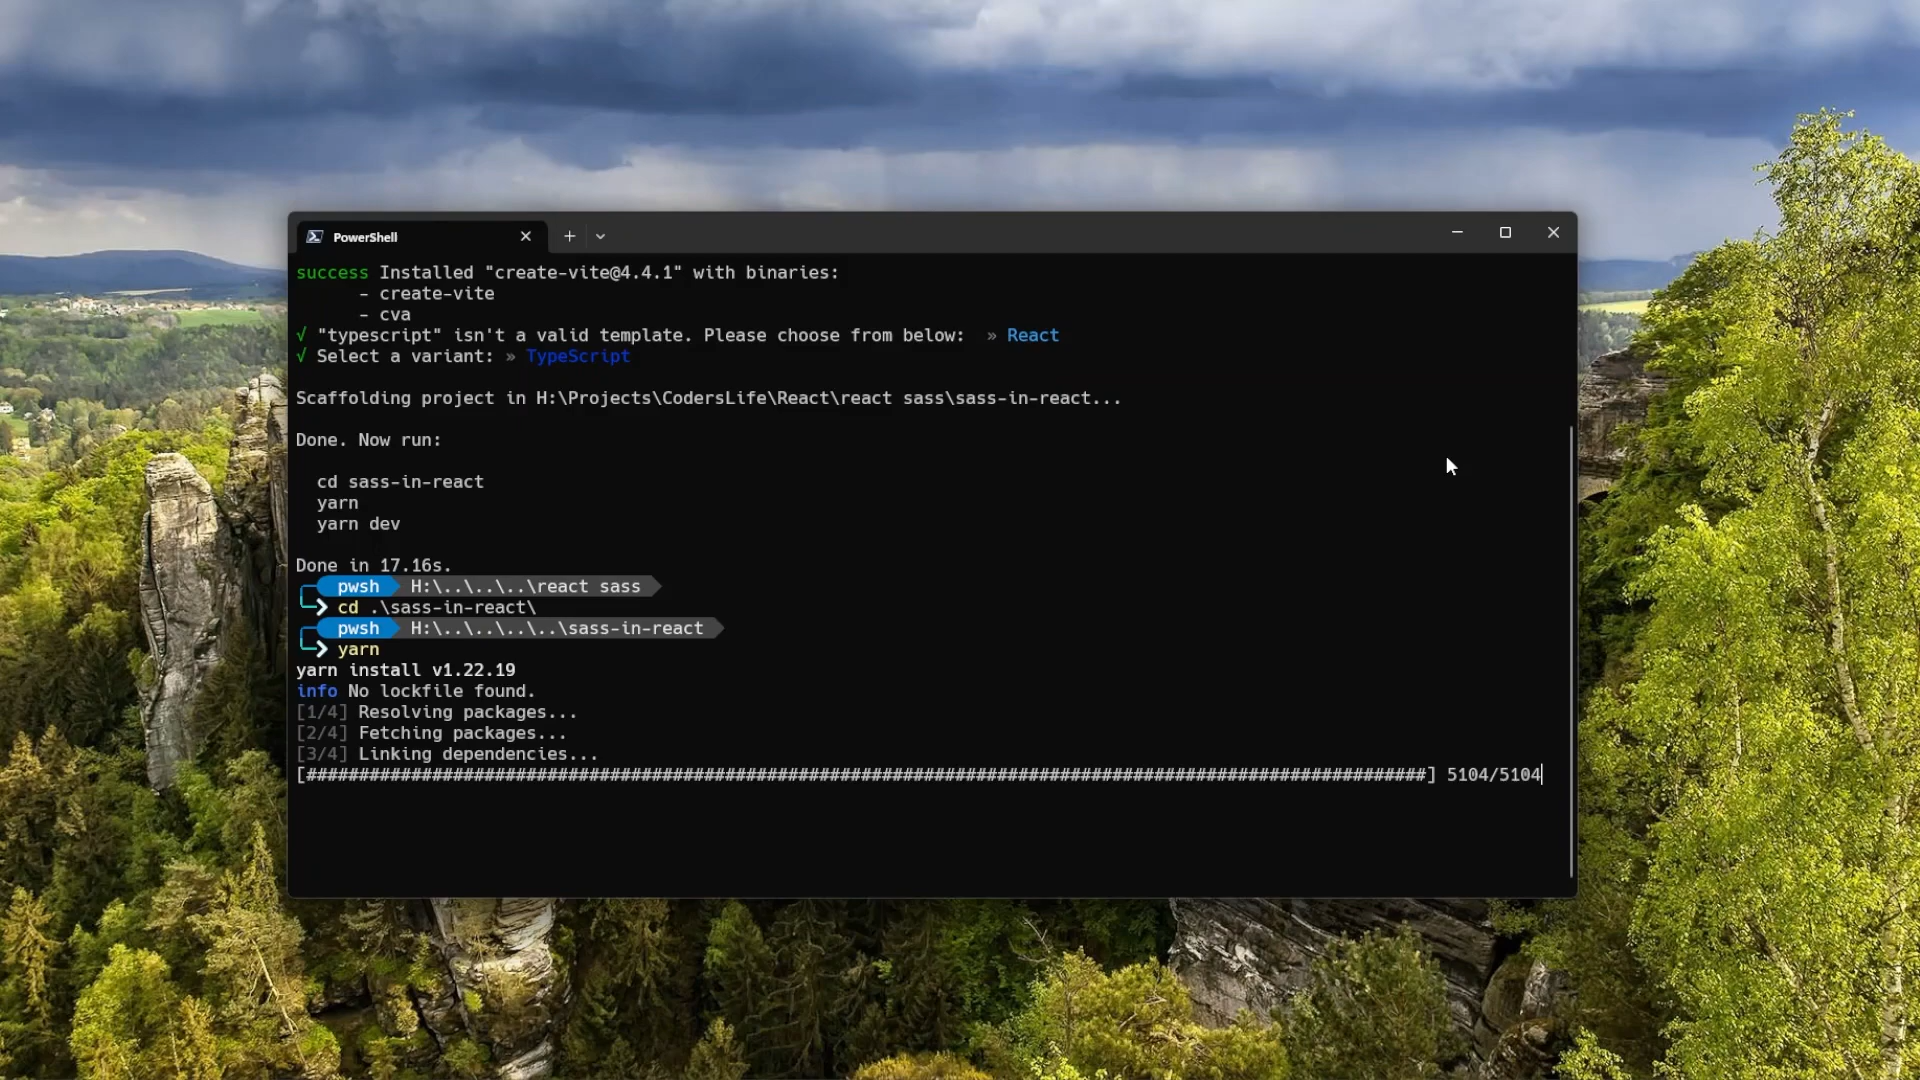 PowerShell
success Installed "create-vite@4.4.1" with binaries:
- create-vite
- cva
√ "typescript" isn't a valid template. Please choose from below:  » React
√ Select a variant: » TypeScript
Scaffolding project in H:\Projects\CodersLife\React\react sass\sass-in-react...
Done. Now run:
cd sass-in-react
yarn
yarn dev
Done in 17.16s.
pwsh H:\..\..\..\react sass
❯ cd .\sass-in-react\
pwsh H:\..\..\..\..\sass-in-react
❯ yarn
yarn install v1.22.19
info No lockfile found.
[1/4] Resolving packages...
[2/4] Fetching packages...
[3/4] Linking dependencies...
[############################################################################################################] 5104/5104